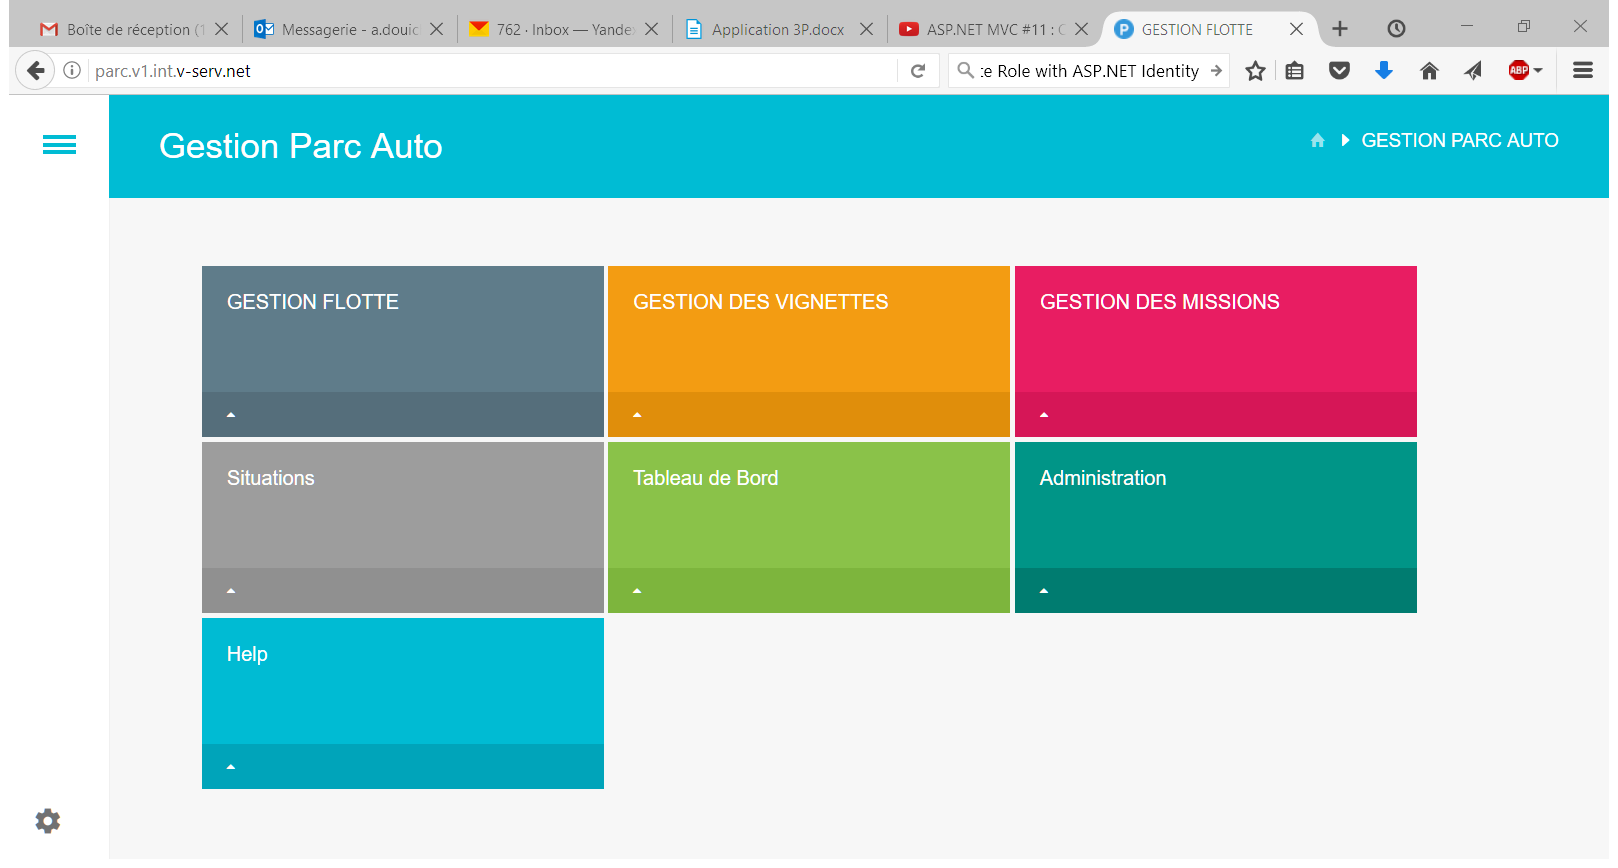 Boîte de réception (1
Messagerie - a.douic
762 · Inbox — Yande
Application 3P.docx
ASP.NET MVC #11 : C
GESTION FLOTTE
parc.v1.int.v-serv.net
te Role with ASP.NET Identity
ABP
Gestion Parc Auto
GESTION PARC AUTO
GESTION FLOTTE
GESTION DES VIGNETTES
GESTION DES MISSIONS
Situations
Tableau de Bord
Administration
Help